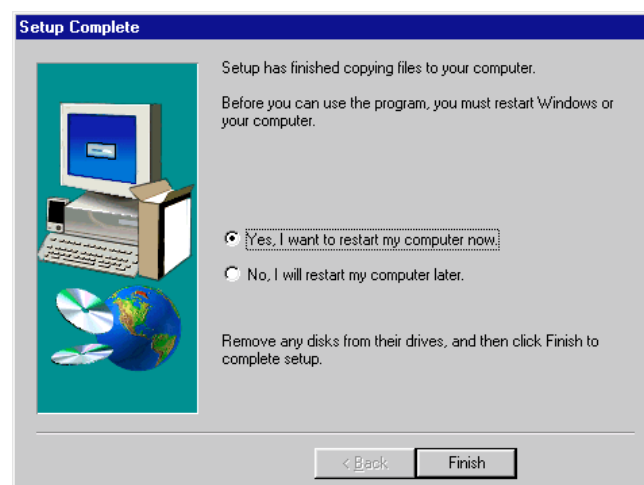 Setup Complete
Setup has finished copying files to your computer.
Before you can use the program, you must restart Windows or
your computer.
Yes, I want to restart my computer now.
No, I will restart my computer later.
Remove any disks from their drives, and then click Finish to
complete setup.
< Back
Finish